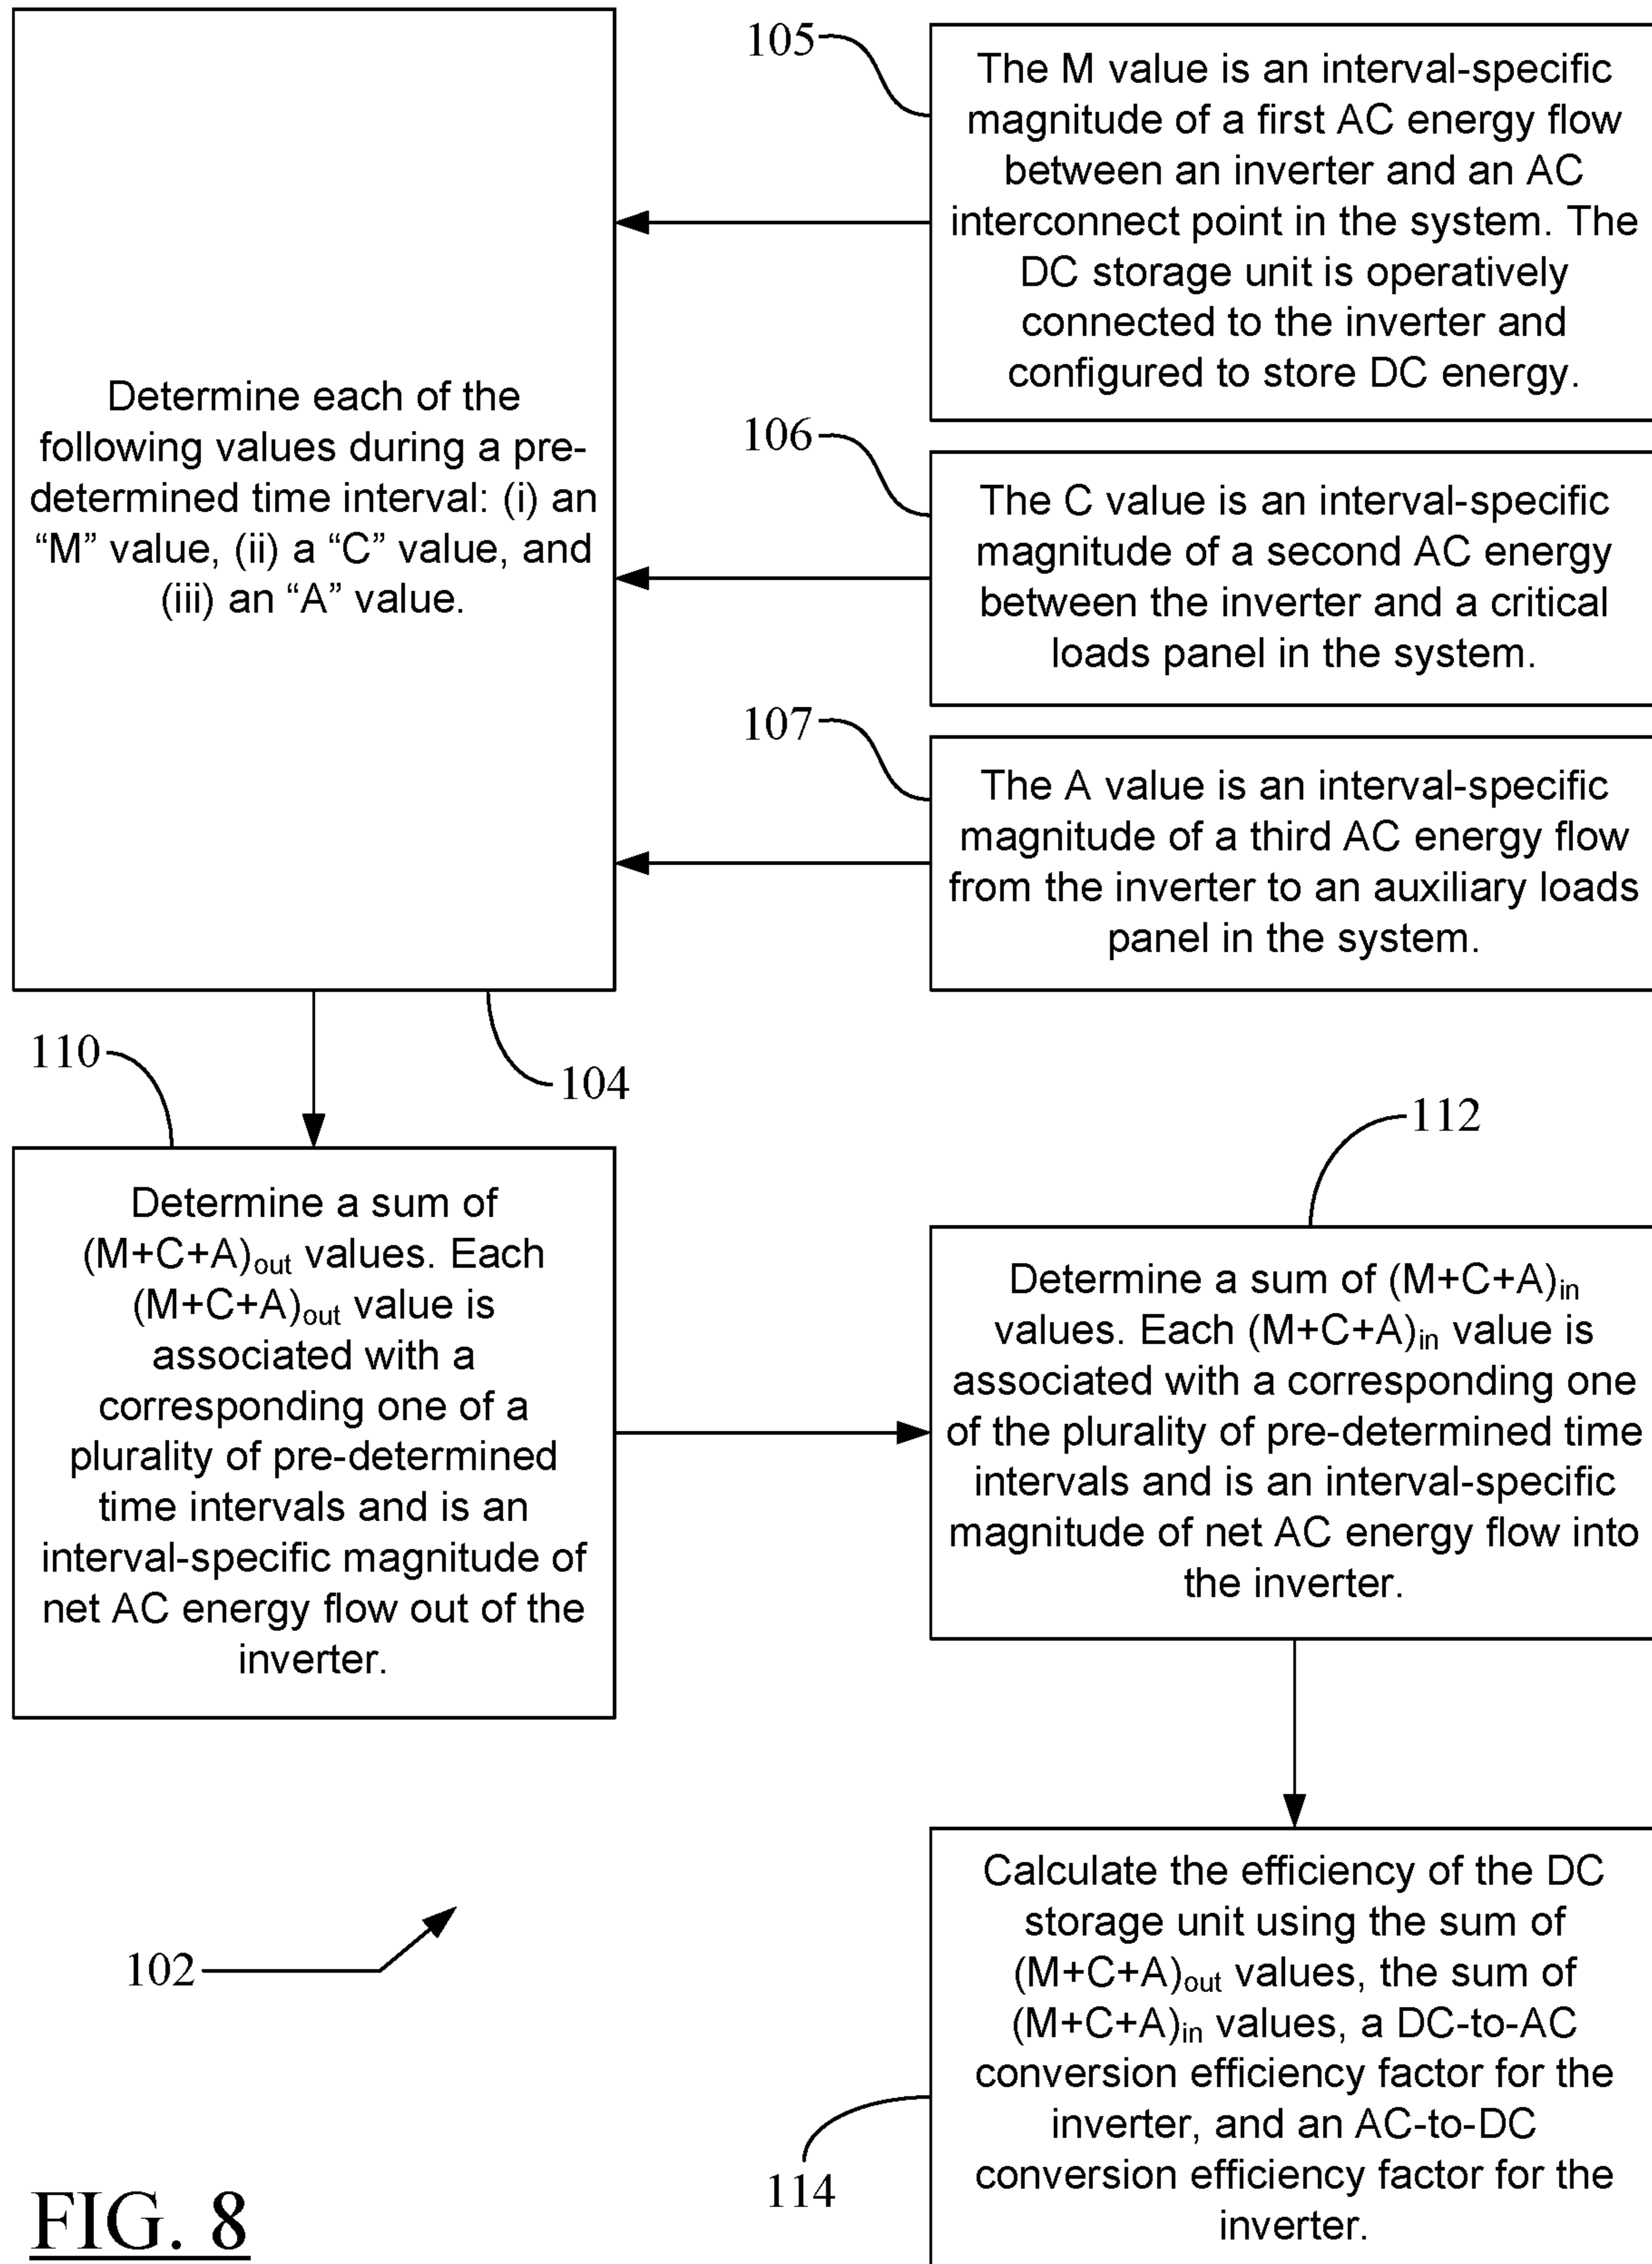 105
The M value is an interval-specific
magnitude of a first AC energy flow
between an inverter and an AC
interconnect point in the system. The
DC storage unit is operatively
connected to the inverter and
configured to store DC energy.
Determine each of the
following values during a pre-
determined time interval: (i) an
“M” value, (ii) a “C” value, and
(iii) an “A” value.
106
The C value is an interval-specific
magnitude of a second AC energy
between the inverter and a critical
loads panel in the system.
107
The A value is an interval-specific
magnitude of a third AC energy flow
from the inverter to an auxiliary loads
panel in the system.
104
110
Determine a sum of
(M+C+A)out values. Each
(M+C+A)out value is
associated with a
corresponding one of a
plurality of pre-determined
time intervals and is an
interval-specific magnitude of
net AC energy flow out of the
inverter.
112
Determine a sum of (M+C+A)in
values. Each (M+C+A)in value is
associated with a corresponding one
of the plurality of pre-determined time
intervals and is an interval-specific
magnitude of net AC energy flow into
the inverter.
Calculate the efficiency of the DC
storage unit using the sum of
(M+C+A)out values, the sum of
(M+C+A)in values, a DC-to-AC
conversion efficiency factor for the
inverter, and an AC-to-DC
conversion efficiency factor for the
inverter.
102
114
FIG. 8